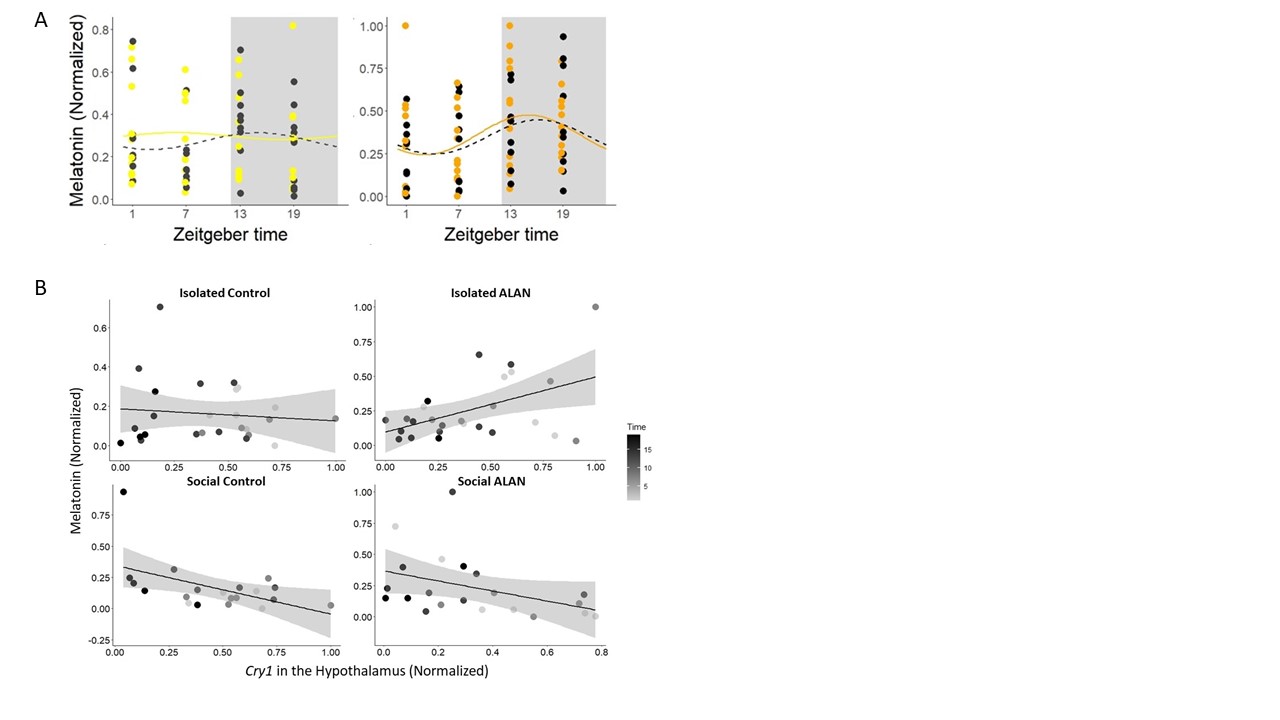 A
Melatonin (Normalized)
0.8
0.6
0.4
0.2
0.0
1 7 13 19
Zeitgeber time
1.00
0.75
0.50
0.25
0.00
1 7 13 19
Zeitgeber time
B
Melatonin (Normalized)
Isolated Control
0.6
0.4
0.2
0.0
0.00 0.25 0.50 0.75 1.00
Isolated ALAN
1.00
0.75
0.50
0.25
0.00
0.00 0.25 0.50 0.75 1.00
Social Control
0.75
0.50
0.25
0.00
-0.25
0.00 0.25 0.50 0.75 1.00
Social ALAN
1.00
0.75
0.50
0.25
0.00
0.0 0.2 0.4 0.6 0.8
Time
15
10
5
Cry1 in the Hypothalamus (Normalized)